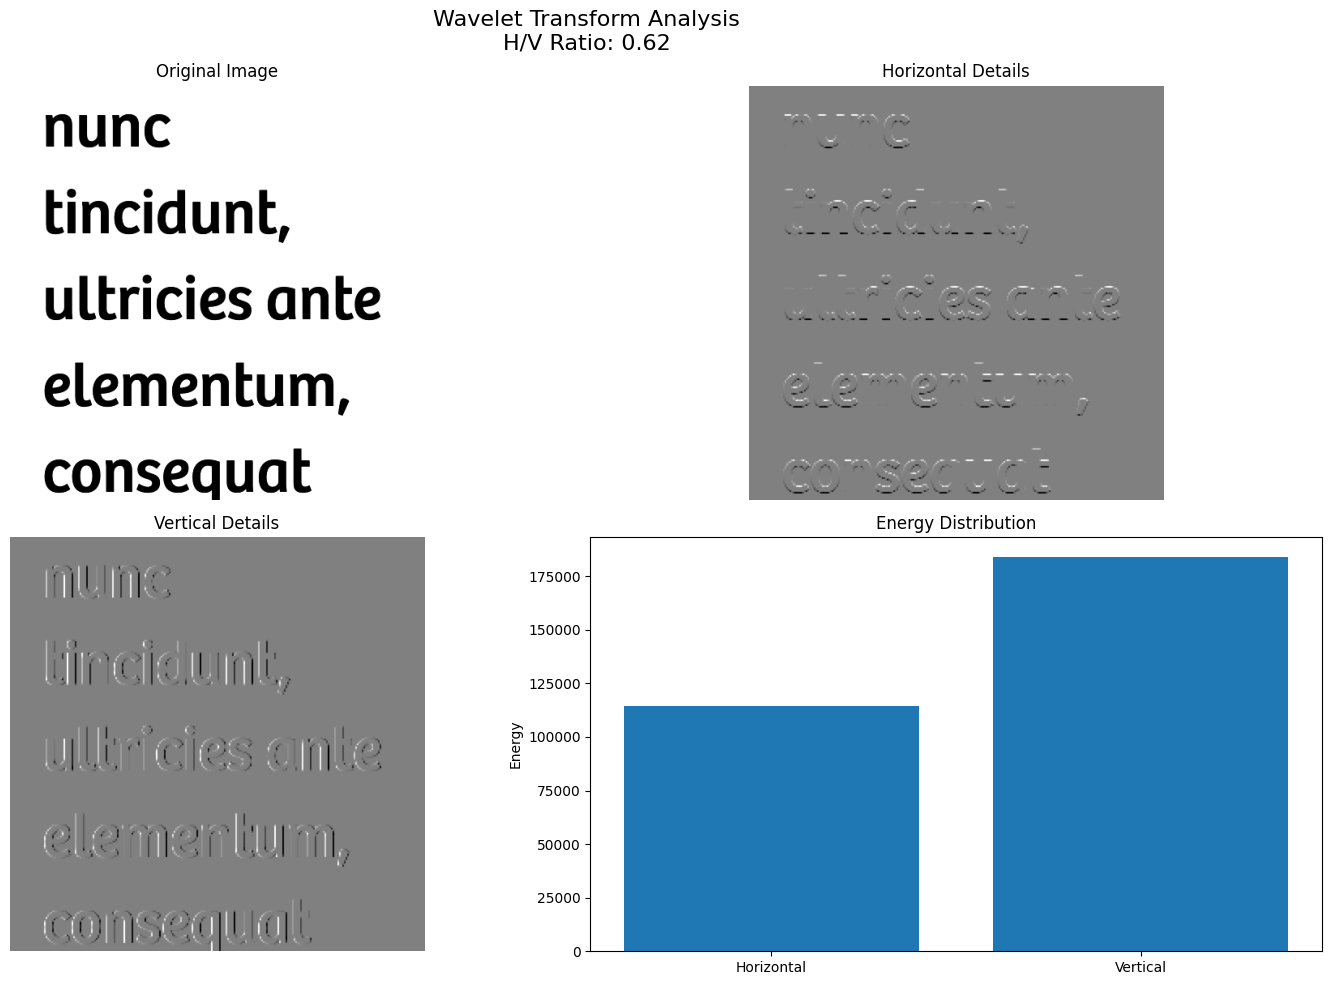 Wavelet Transform Analysis
H/V Ratio: 0.62
Original Image
nunc
tincidunt,
ultricies ante
elementum,
consequat
Horizontal Details
nunc
tincidunt,
ultricies ante
elementum,
consequat
Vertical Details
nunc
tincidunt,
ultricies ante
elementum,
consequat
Energy Distribution
Energy
175000
150000
125000
100000
75000
50000
25000
0
Horizontal
Vertical